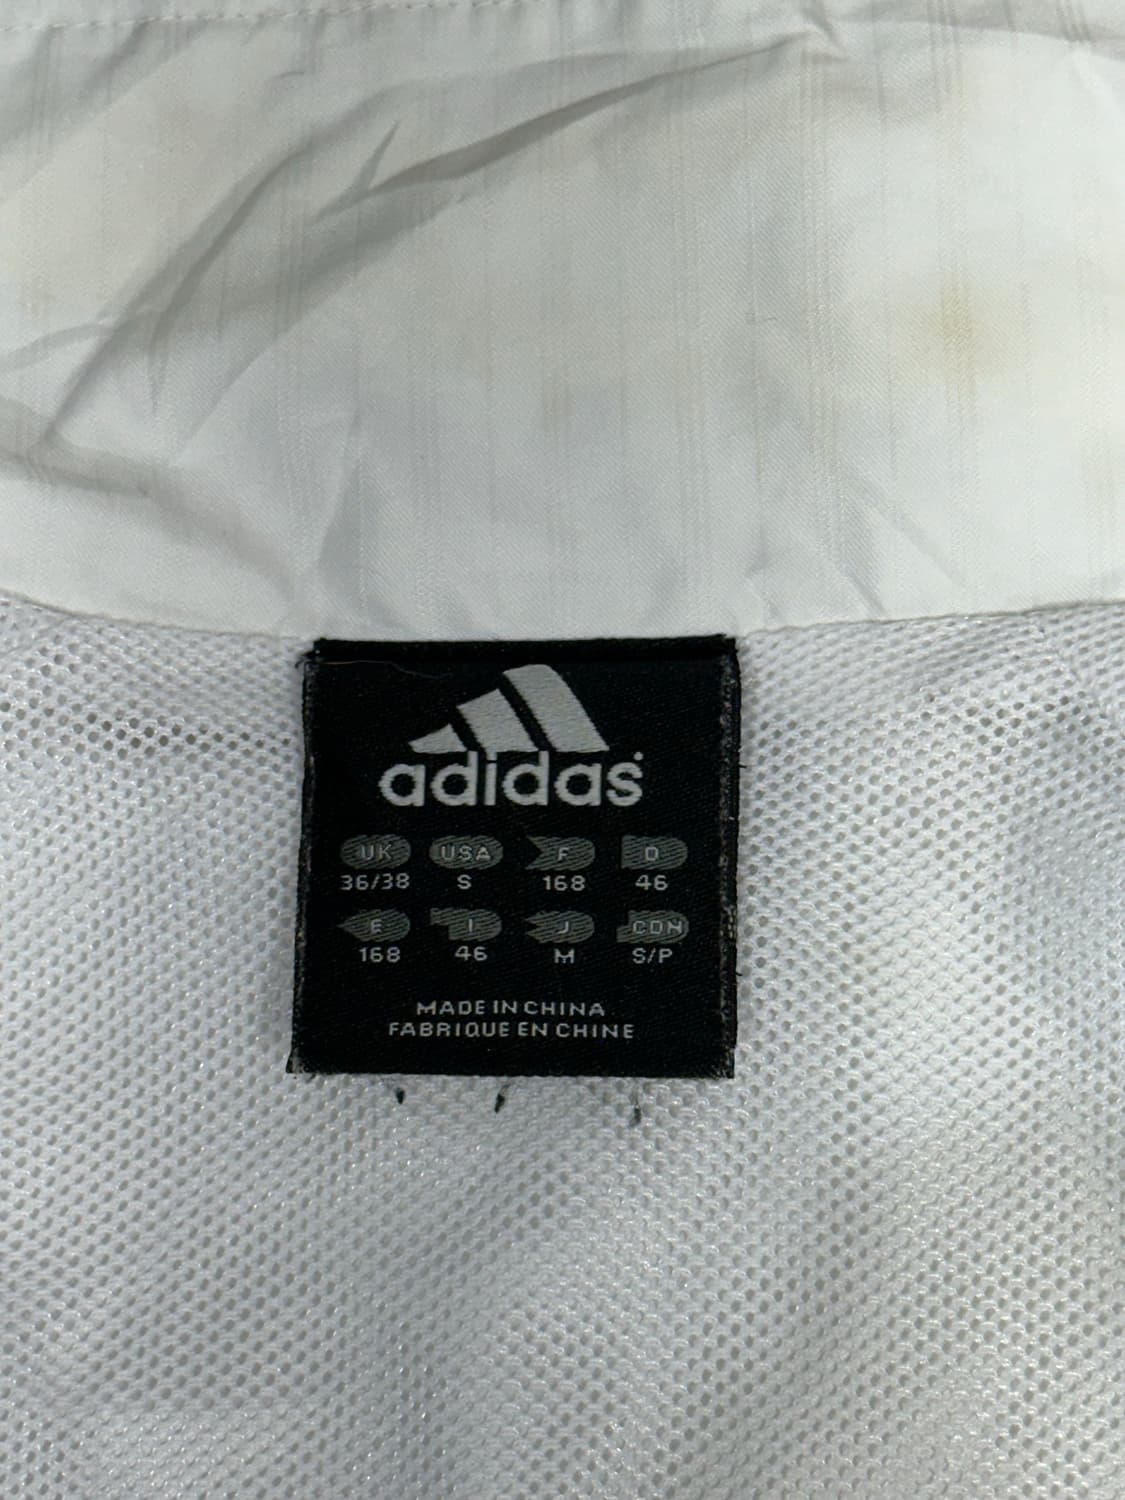 adidas
UK USA F D
36/38 S 168 46
E I J CDN
168 46 M S/P
MADE IN CHINA
FABRIQUE EN CHINE